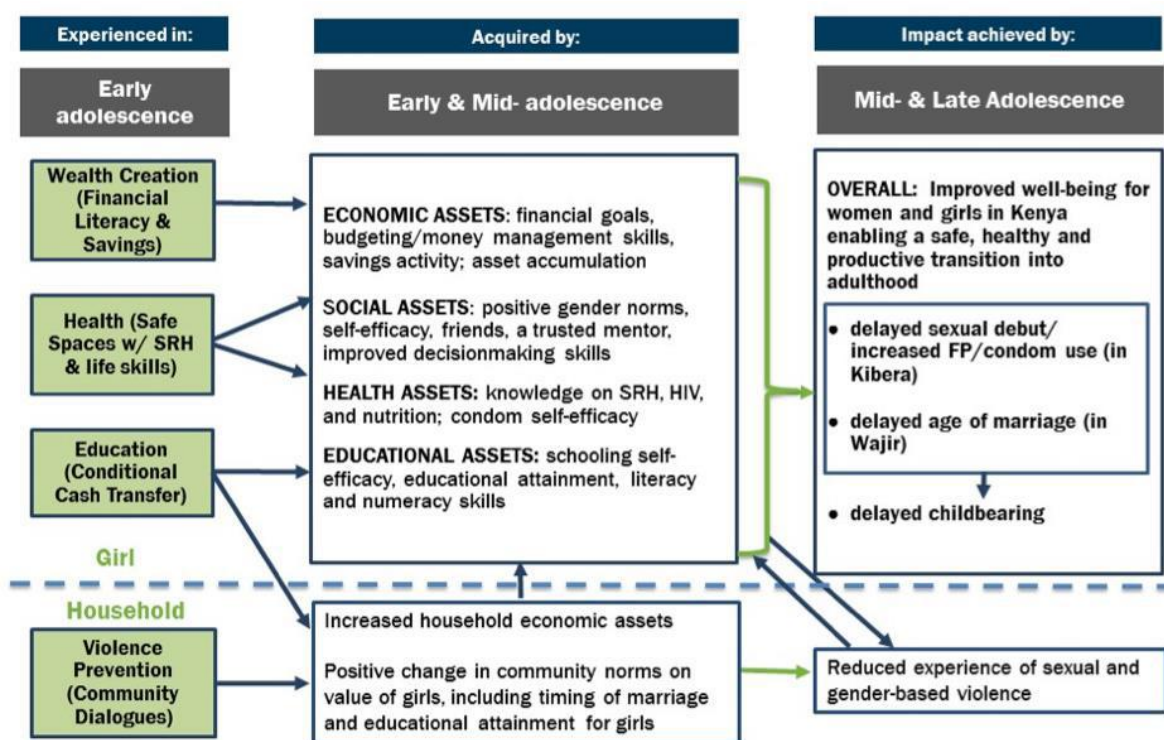 Experienced in:
Acquired by:
Impact achieved by:
Early
adolescence
Early & Mid- adolescence
Mid- & Late Adolescence
Wealth Creation
(Financial
Literacy &
Savings)
Health (Safe
Spaces w/ SRH
& life skills)
Education
(Conditional
Cash Transfer)
Girl
ECONOMIC ASSETS: financial goals,
budgeting/money management skills,
savings activity; asset accumulation
SOCIAL ASSETS: positive gender norms,
self-efficacy, friends, a trusted mentor,
improved decisionmaking skills
HEALTH ASSETS: knowledge on SRH, HIV,
and nutrition; condom self-efficacy
EDUCATIONAL ASSETS: schooling self-
efficacy, educational attainment, literacy
and numeracy skills
OVERALL: Improved well-being for
women and girls in Kenya
enabling a safe, healthy and
productive transition into
adulthood
• delayed sexual debut/
increased FP/condom use (in
Kibera)
• delayed age of marriage (in
Wajir)
• delayed childbearing
Household
Violence
Prevention
(Community
Dialogues)
Increased household economic assets
Positive change in community norms on
value of girls, including timing of marriage
and educational attainment for girls
Reduced experience of sexual and
gender-based violence